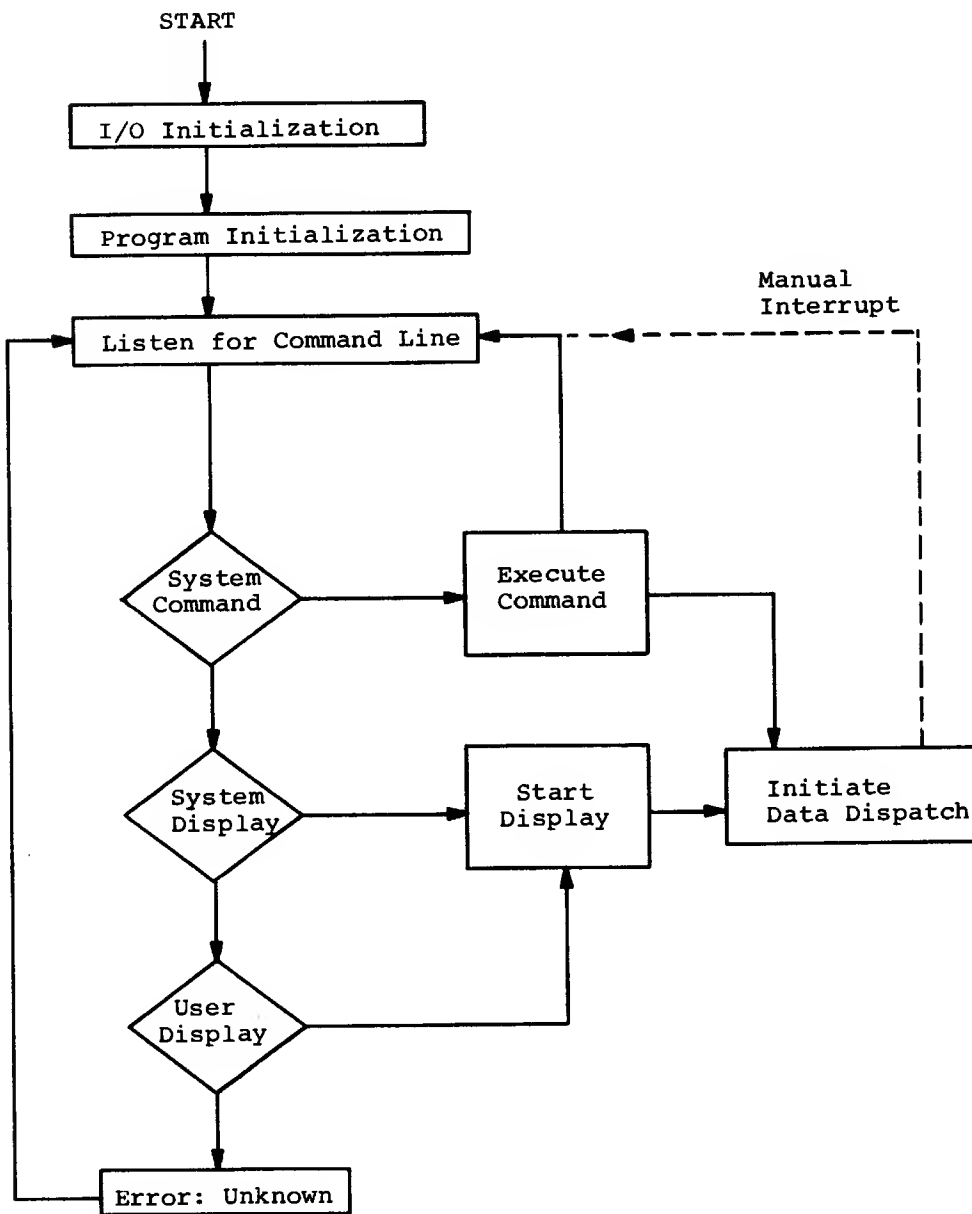 START
I/O Initialization
Program Initialization
Manual
Interrupt
Listen for Command Line
System
Command
Execute
Command
System
Display
Start
Display
Initiate
Data Dispatch
User
Display
Error: Unknown